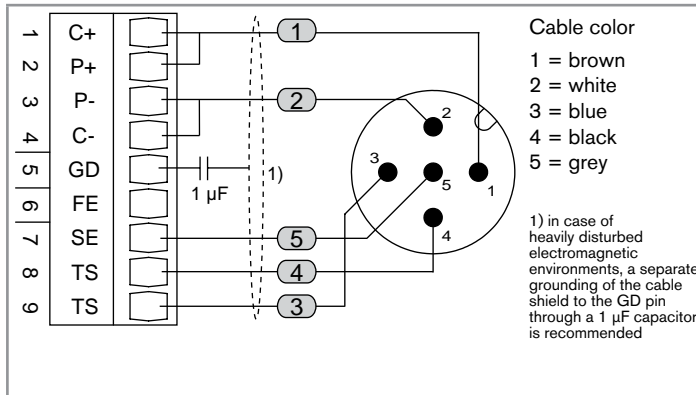 1 C+
2 P+
3 P-
4 C-
5 GD
6 FE
7 SE
8 TS
9 TS
1 µF
1)
1
2
5
4
3
2
3
5
1
4
Cable color
1 = brown
2 = white
3 = blue
4 = black
5 = grey
1) in case of
heavily disturbed
electromagnetic
environments, a separate
grounding of the cable
shield to the GD pin
through a 1 µF capacitor
is recommended